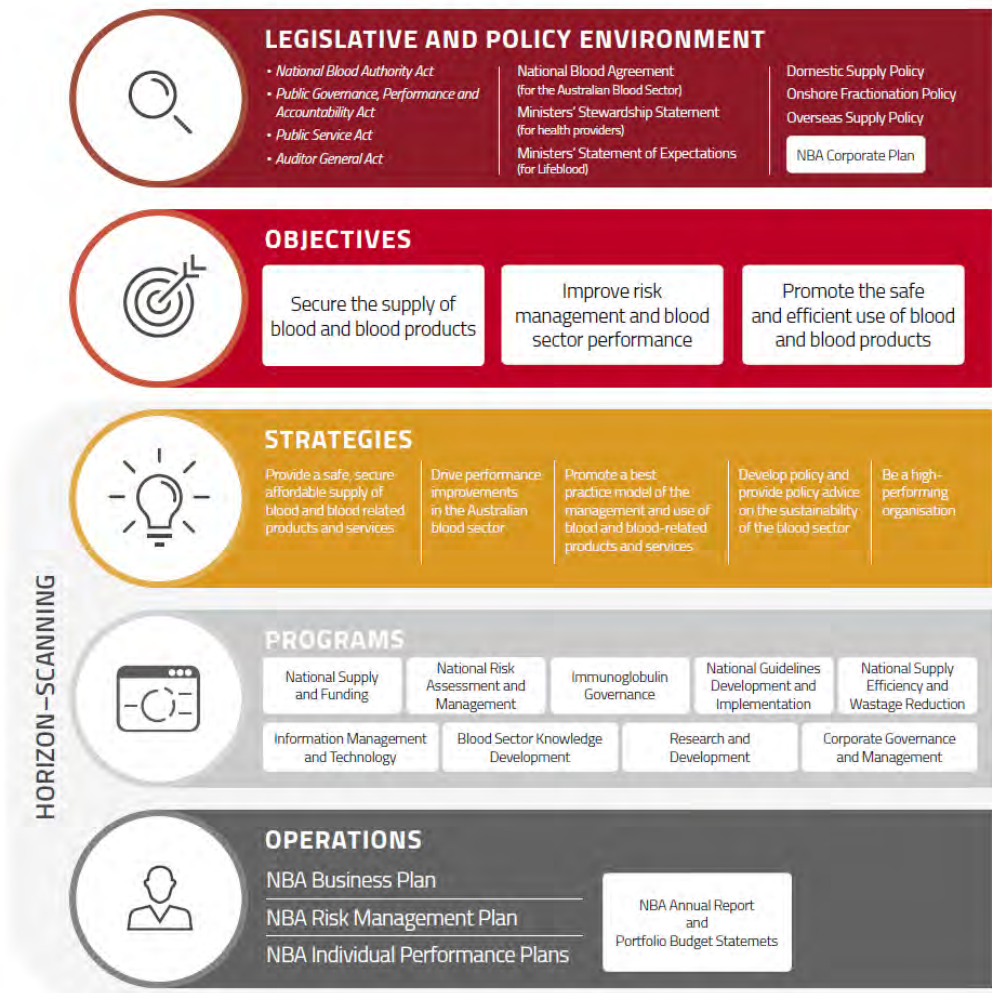 LEGISLATIVE AND POLICY ENVIRONMENT
• National Blood Authority Act
• Public Governance, Performance and
Accountability Act
• Public Service Act
• Auditor General Act
National Blood Agreement
(for the Australian Blood Sector)
Ministers' Stewardship Statement
(for health providers)
Ministers' Statement of Expectations
(for Lifeblood)
Domestic Supply Policy
Onshore Fractionation Policy
Overseas Supply Policy
NBA Corporate Plan
OBJECTIVES
Secure the supply of
blood and blood products
Improve risk
management and blood
sector performance
Promote the safe
and efficient use of blood
and blood products
HORIZON–SCANNING
STRATEGIES
Provide a safe, secure
affordable supply of
blood and blood related
products and services
Drive performance
improvements
in the Australian
blood sector
Promote a best
practice model of the
management and use of
blood and blood-related
products and services
Develop policy and
provide policy advice
on the sustainability
of the blood sector
Be a high-
performing
organisation
PROGRAMS
National Supply
and Funding
National Risk
Assessment and
Management
Immunoglobulin
Governance
National Guidelines
Development and
Implementation
National Supply
Efficiency and
Wastage Reduction
Information Management
and Technology
Blood Sector Knowledge
Development
Research and
Development
Corporate Governance
and Management
OPERATIONS
NBA Business Plan
NBA Risk Management Plan
NBA Individual Performance Plans
NBA Annual Report
and
Portfolio Budget Statemets